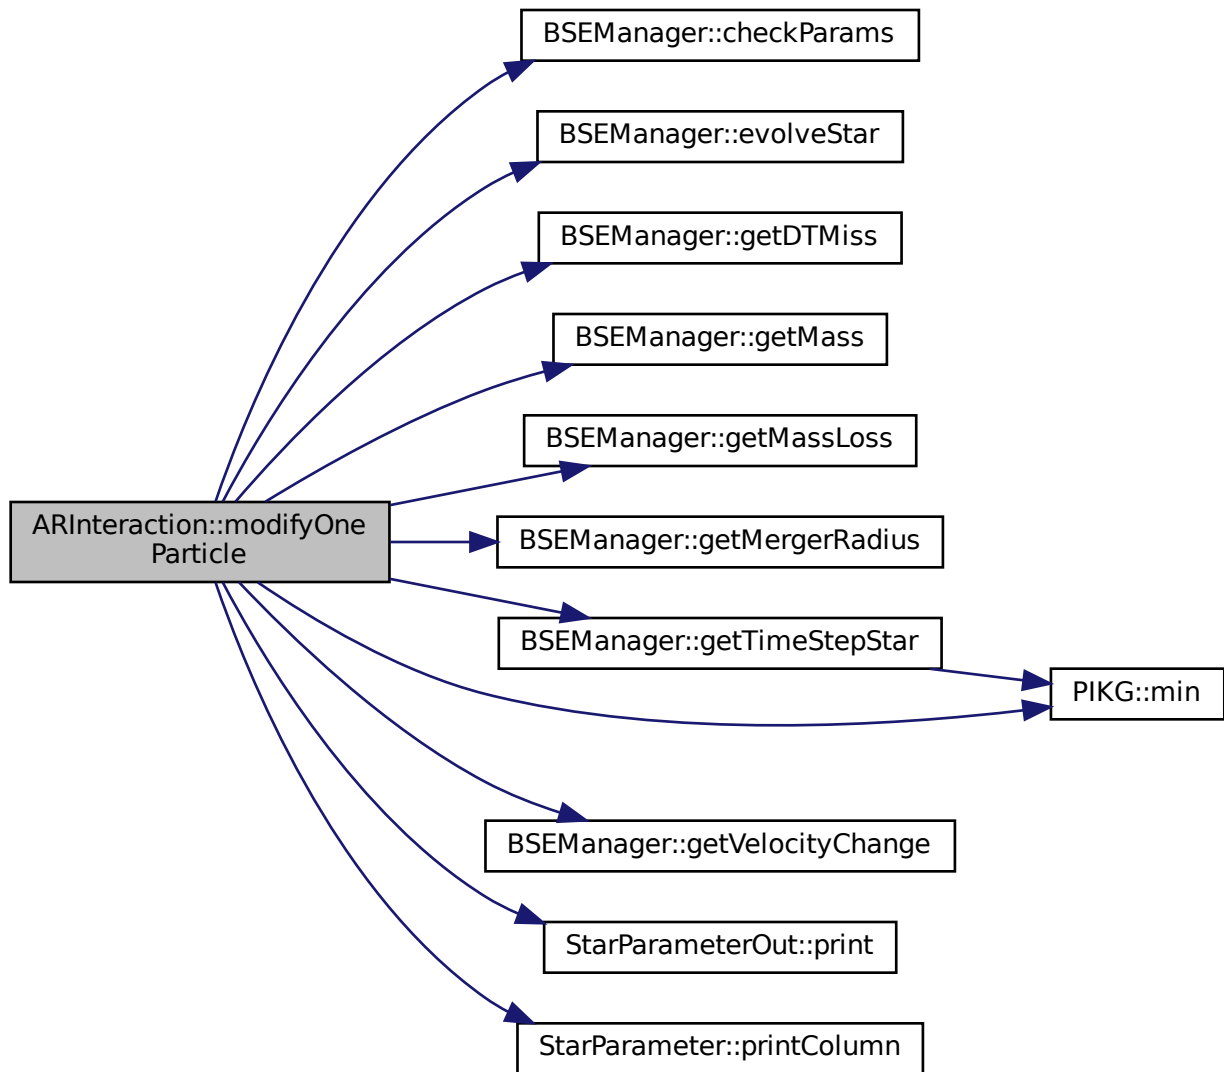 BSEManager::checkParams
BSEManager::evolveStar
BSEManager::getDTMiss
BSEManager::getMass
BSEManager::getMassLoss
ARInteraction::modifyOne
Particle
BSEManager::getMergerRadius
BSEManager::getTimeStepStar
PIKG::min
BSEManager::getVelocityChange
StarParameterOut::print
StarParameter::printColumn